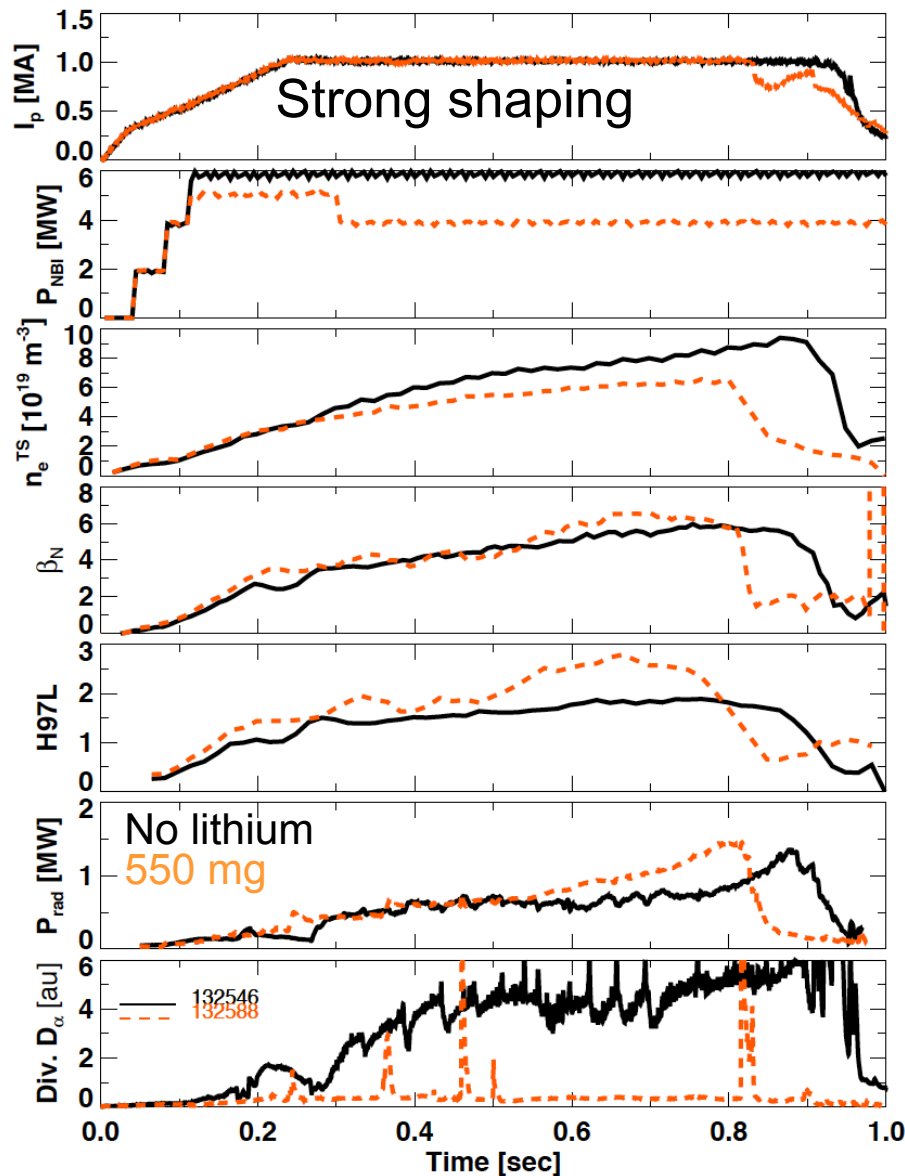 1.5
1.0
0.5
0.0
I_p [MA]
Strong shaping
6
4
2
0
P_NBI [MW]
10
8
6
4
2
0
n_e^TS [10^19 m^-3]
8
6
4
2
0
β_N
3
2
1
0
H97L
2
1
0
P_rad [MW]
No lithium
550 mg
6
4
2
0
Div. D_α [au]
132546
132588
0.0 0.2 0.4 0.6 0.8 1.0
Time [sec]